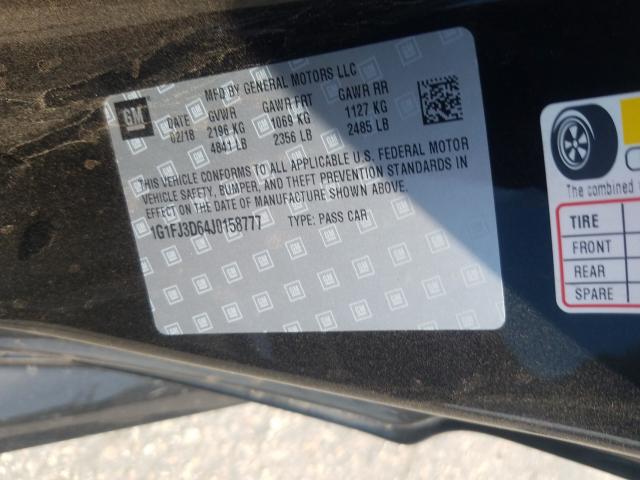 GM
MFD BY GENERAL MOTORS LLC
DATE GVWR GAWR FRT GAWR RR
02/18 2196 KG 1069 KG 1127 KG
4841 LB 2356 LB 2485 LB
THIS VEHICLE CONFORMS TO ALL APPLICABLE U.S. FEDERAL MOTOR
VEHICLE SAFETY, BUMPER, AND THEFT PREVENTION STANDARDS IN
EFFECT ON THE DATE OF MANUFACTURE SHOWN ABOVE.
1G1FJ3D64J0158777 TYPE: PASS CAR
The combined
TIRE
FRONT
REAR
SPARE